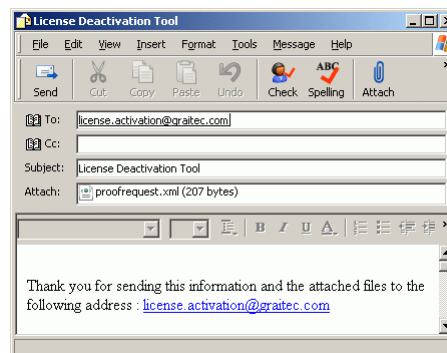 License Deactivation Tool
File Edit View Insert Format Tools Message Help
Send Cut Copy Paste Undo Check Spelling Attach
To: license.activation@graitec.com
Cc:
Subject: License Deactivation Tool
Attach: proofrequest.xml (207 bytes)
B I U A
Thank you for sending this information and the attached files to the
following address : license.activation@graitec.com